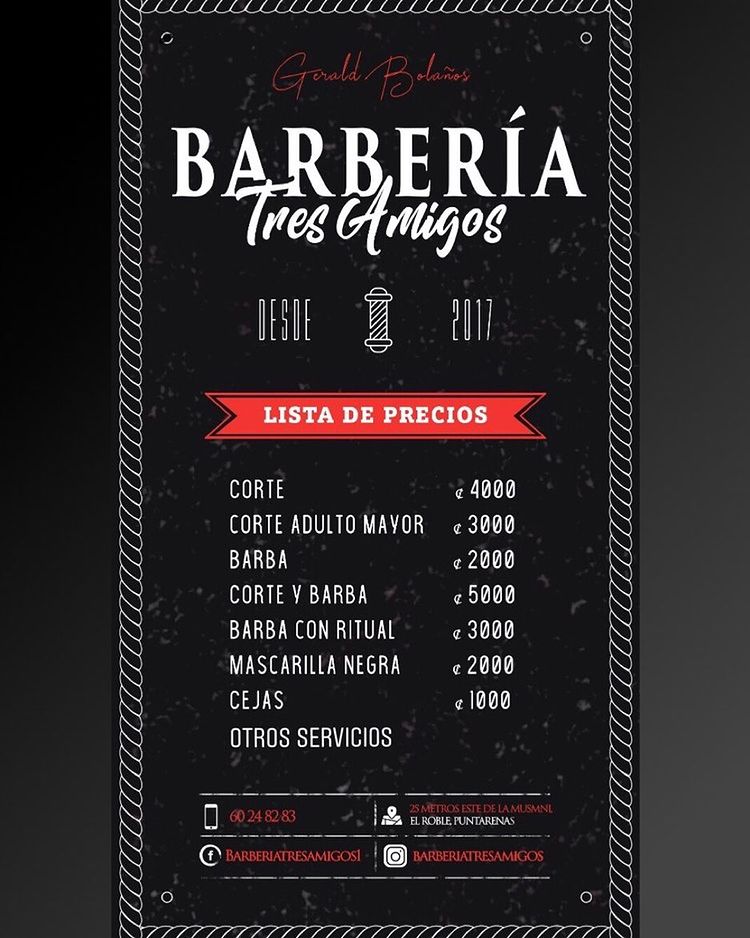 Gerald Bolaños
BARBERÍA
Tres Amigos
DESDE 2017
LISTA DE PRECIOS
CORTE ₡ 4000
CORTE ADULTO MAYOR ₡ 3000
BARBA ₡ 2000
CORTE Y BARBA ₡ 5000
BARBA CON RITUAL ₡ 3000
MASCARILLA NEGRA ₡ 2000
CEJAS ₡ 1000
OTROS SERVICIOS
60 24 82 83
25 METROS ESTE DE LA MUSMNI,
EL ROBLE, PUNTARENAS
BARBERIATRESAMIGOS1
BARBERIATRESAMIGOS